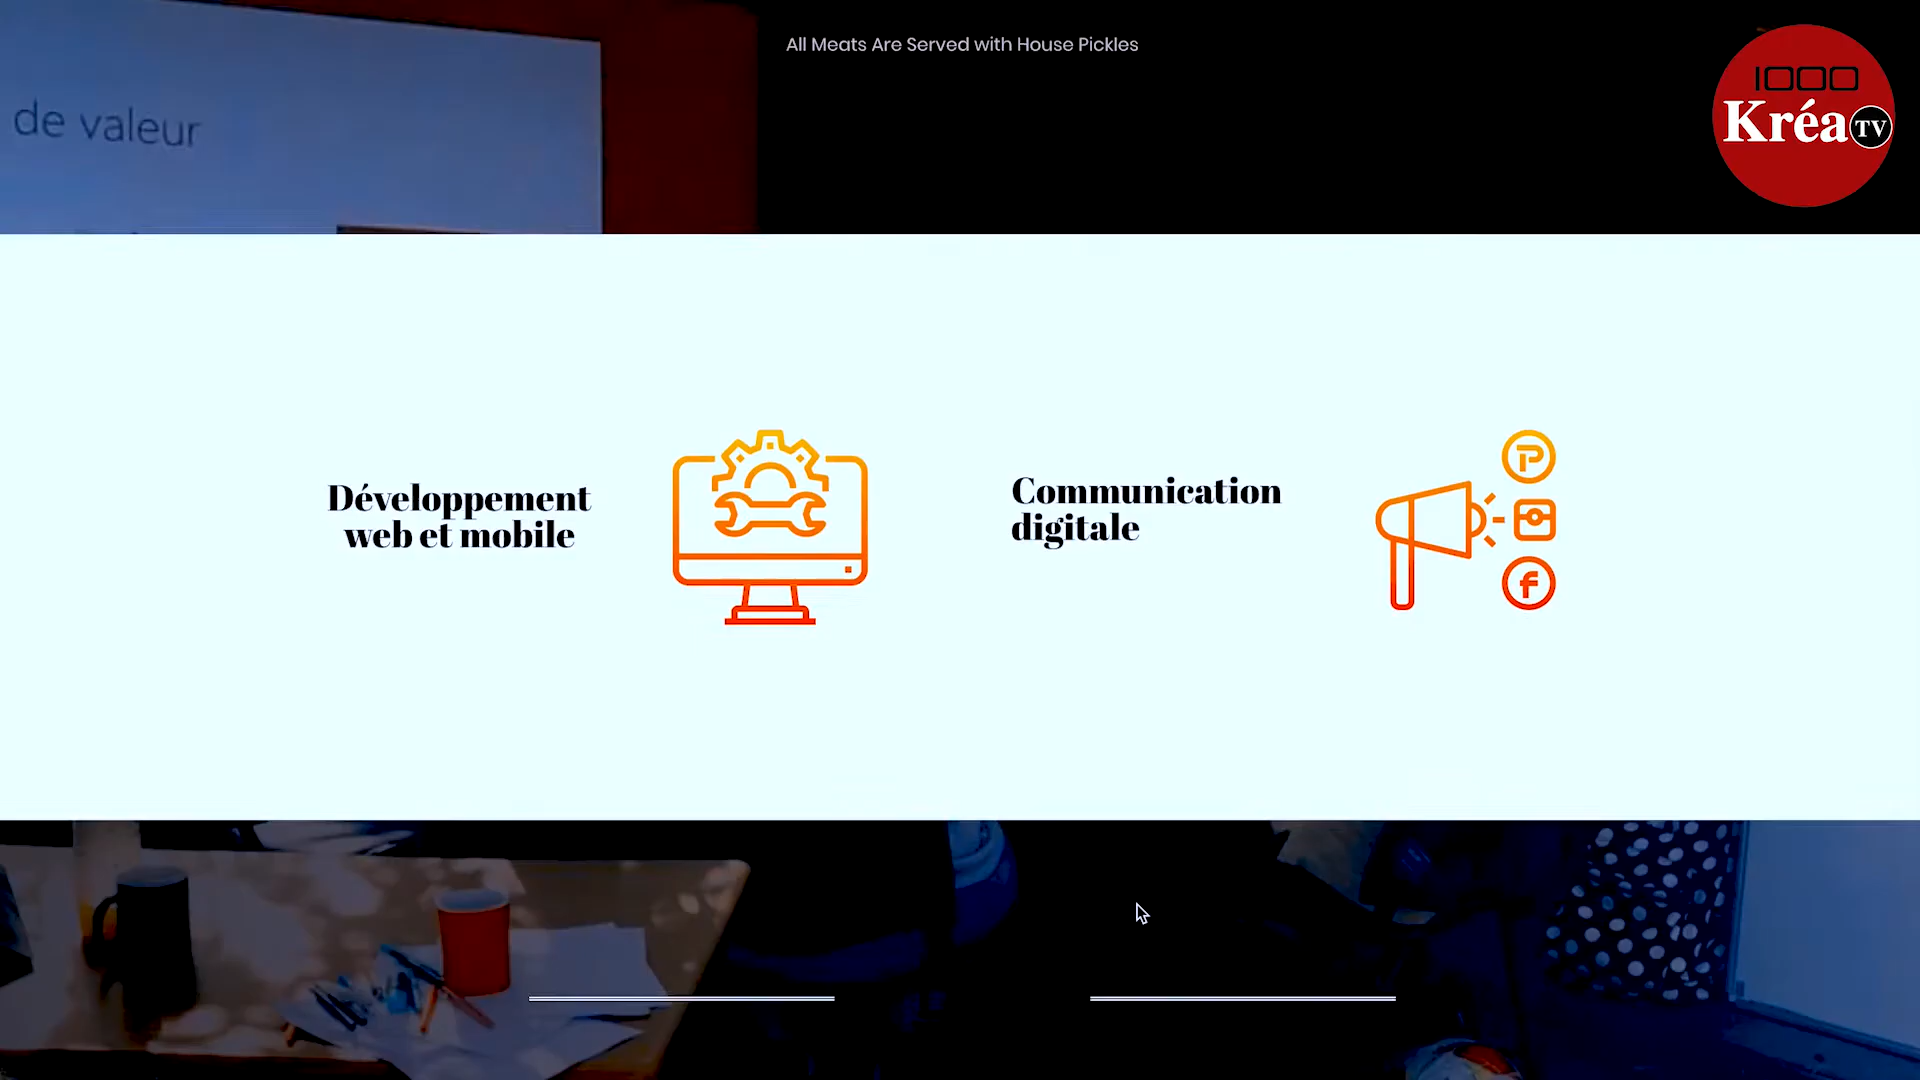 All Meats Are Served with House Pickles
1000
Kréa TV
de valeur
Développement
web et mobile
Communication
digitale